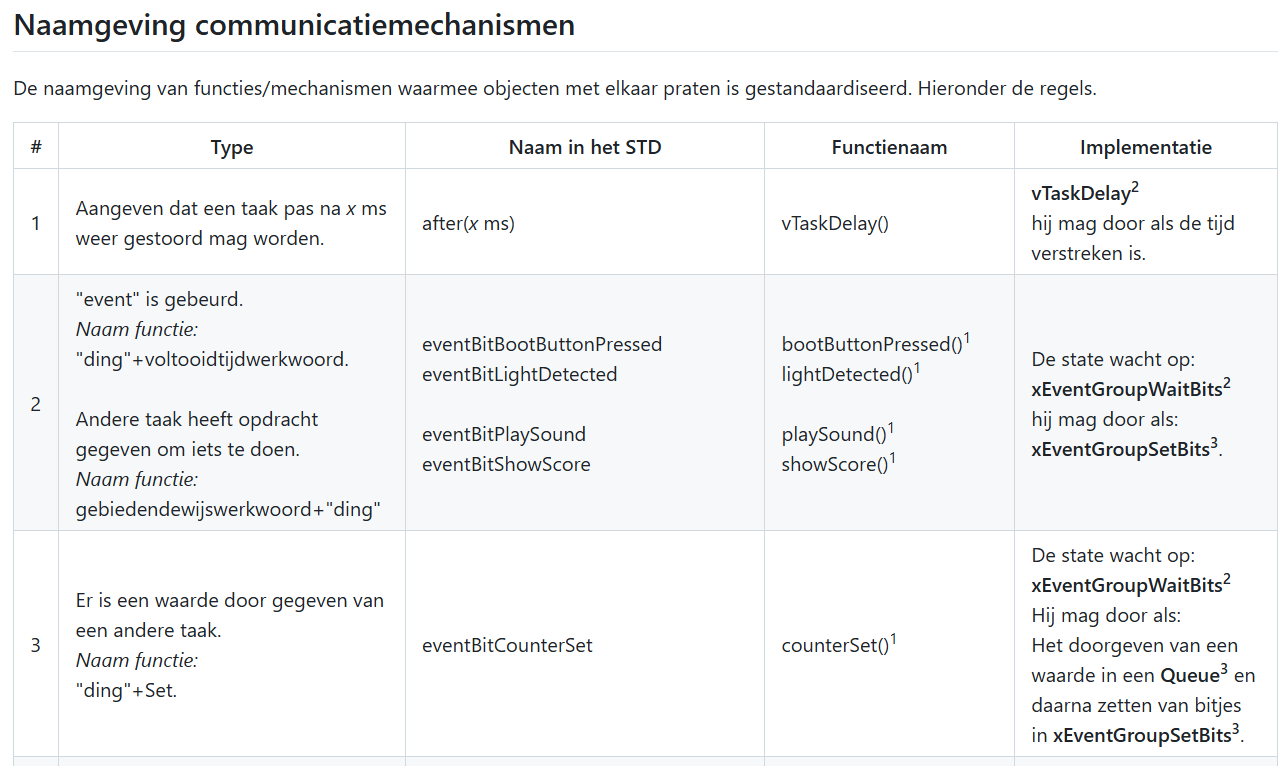 Naamgeving communicatiemechanismen
De naamgeving van functies/mechanismen waarmee objecten met elkaar praten is gestandaardiseerd. Hieronder de regels.
# Type Naam in het STD Functienaam Implementatie
1
Aangeven dat een taak pas na x ms
weer gestoord mag worden.
after(x ms)
vTaskDelay()
vTaskDelay²
hij mag door als de tijd
verstreken is.
2
"event" is gebeurd.
Naam functie:
"ding"+voltooidtijdwerkwoord.
Andere taak heeft opdracht
gegeven om iets te doen.
Naam functie:
gebiedendewijswerkwoord+"ding"
eventBitBootButtonPressed
eventBitLightDetected
eventBitPlaySound
eventBitShowScore
bootButtonPressed()¹
lightDetected()¹
playSound()¹
showScore()¹
De state wacht op:
xEventGroupWaitBits²
hij mag door als:
xEventGroupSetBits³.
3
Er is een waarde door gegeven van
een andere taak.
Naam functie:
"ding"+Set.
eventBitCounterSet
counterSet()¹
De state wacht op:
xEventGroupWaitBits²
Hij mag door als:
Het doorgeven van een
waarde in een Queue³ en
daarna zetten van bitjes
in xEventGroupSetBits³.